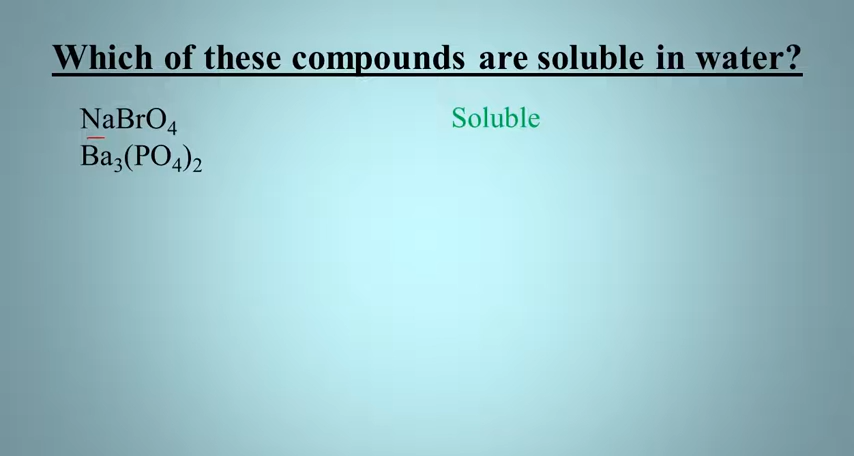 Which of these compounds are soluble in water?
NaBrO₄ Soluble
Ba₃(PO₄)₂